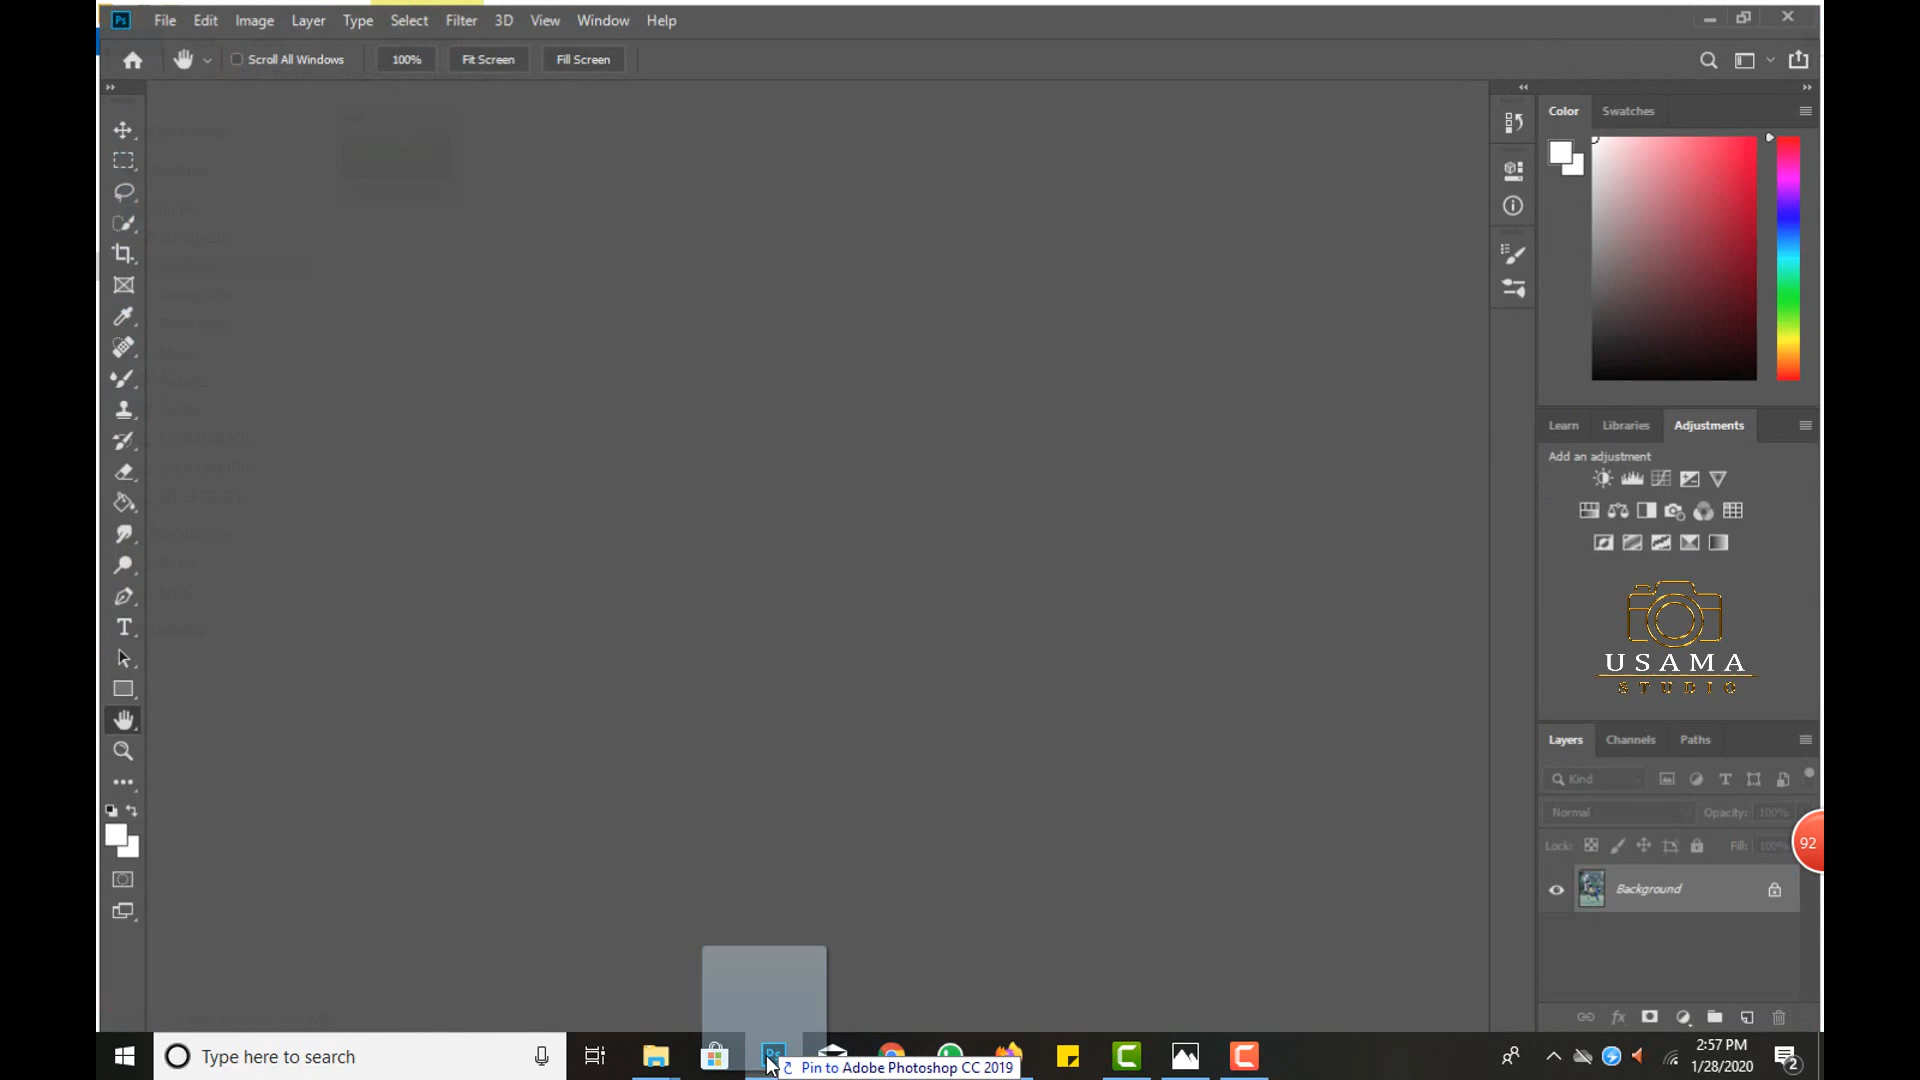 Ps File Edit Image Layer Type Select Filter 3D View Window Help
Scroll All Windows 100% Fit Screen Fill Screen
Color Swatches
Learn Libraries Adjustments
Add an adjustment
USAMA
STUDIO
Layers Channels Paths
Kind
Normal Opacity: 100%
Lock: Fill: 100%
92
Background
fx
Type here to search
Pin to Adobe Photoshop CC 2019
2:57 PM
1/28/2020
2